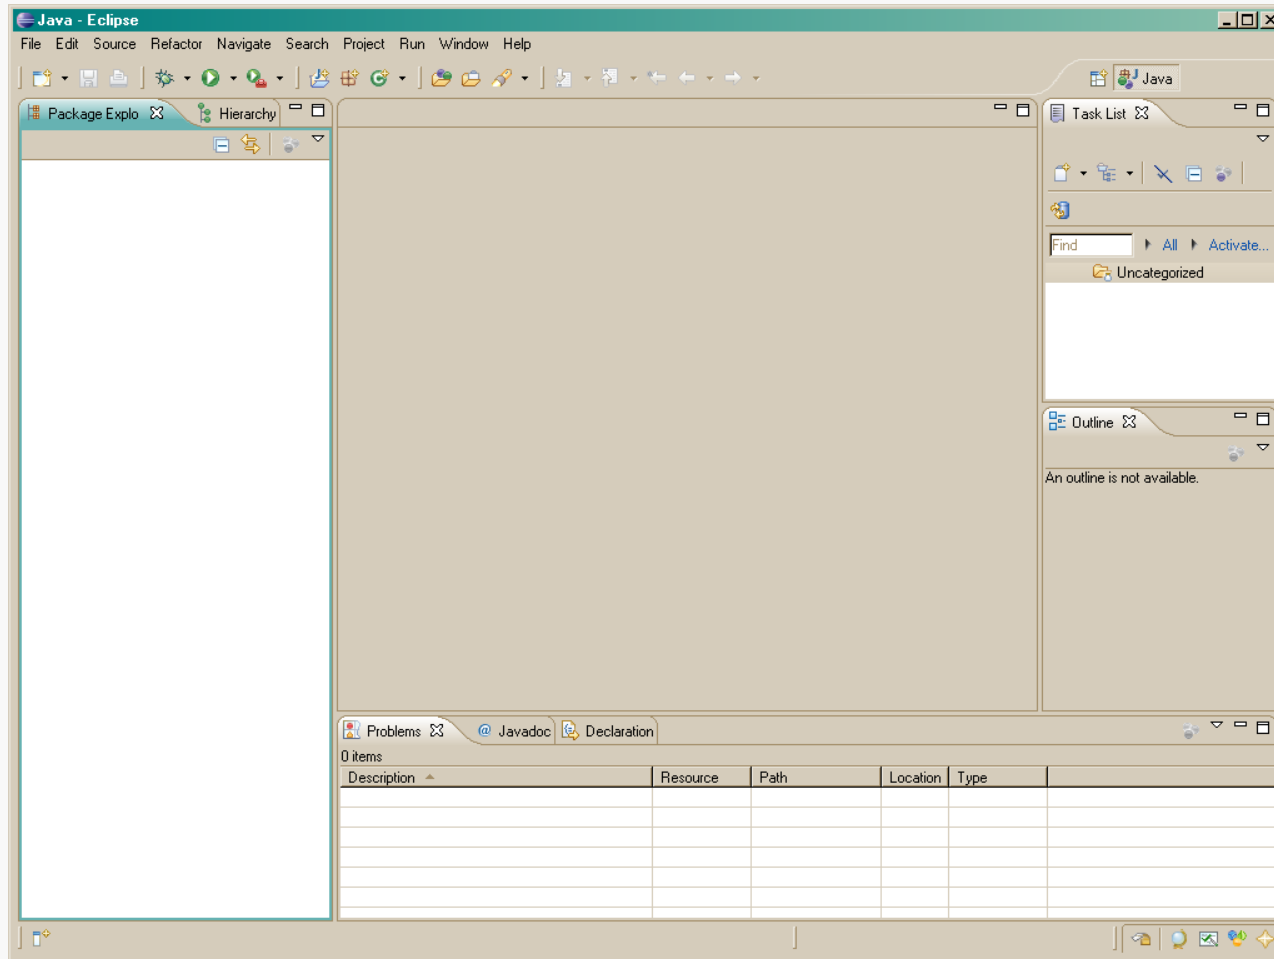 Java - Eclipse
File Edit Source Refactor Navigate Search Project Run Window Help
Java
Package Explo Hierarchy
Task List
Find All Activate...
Uncategorized
Outline
An outline is not available.
Problems @ Javadoc Declaration
0 items
Description Resource Path Location Type